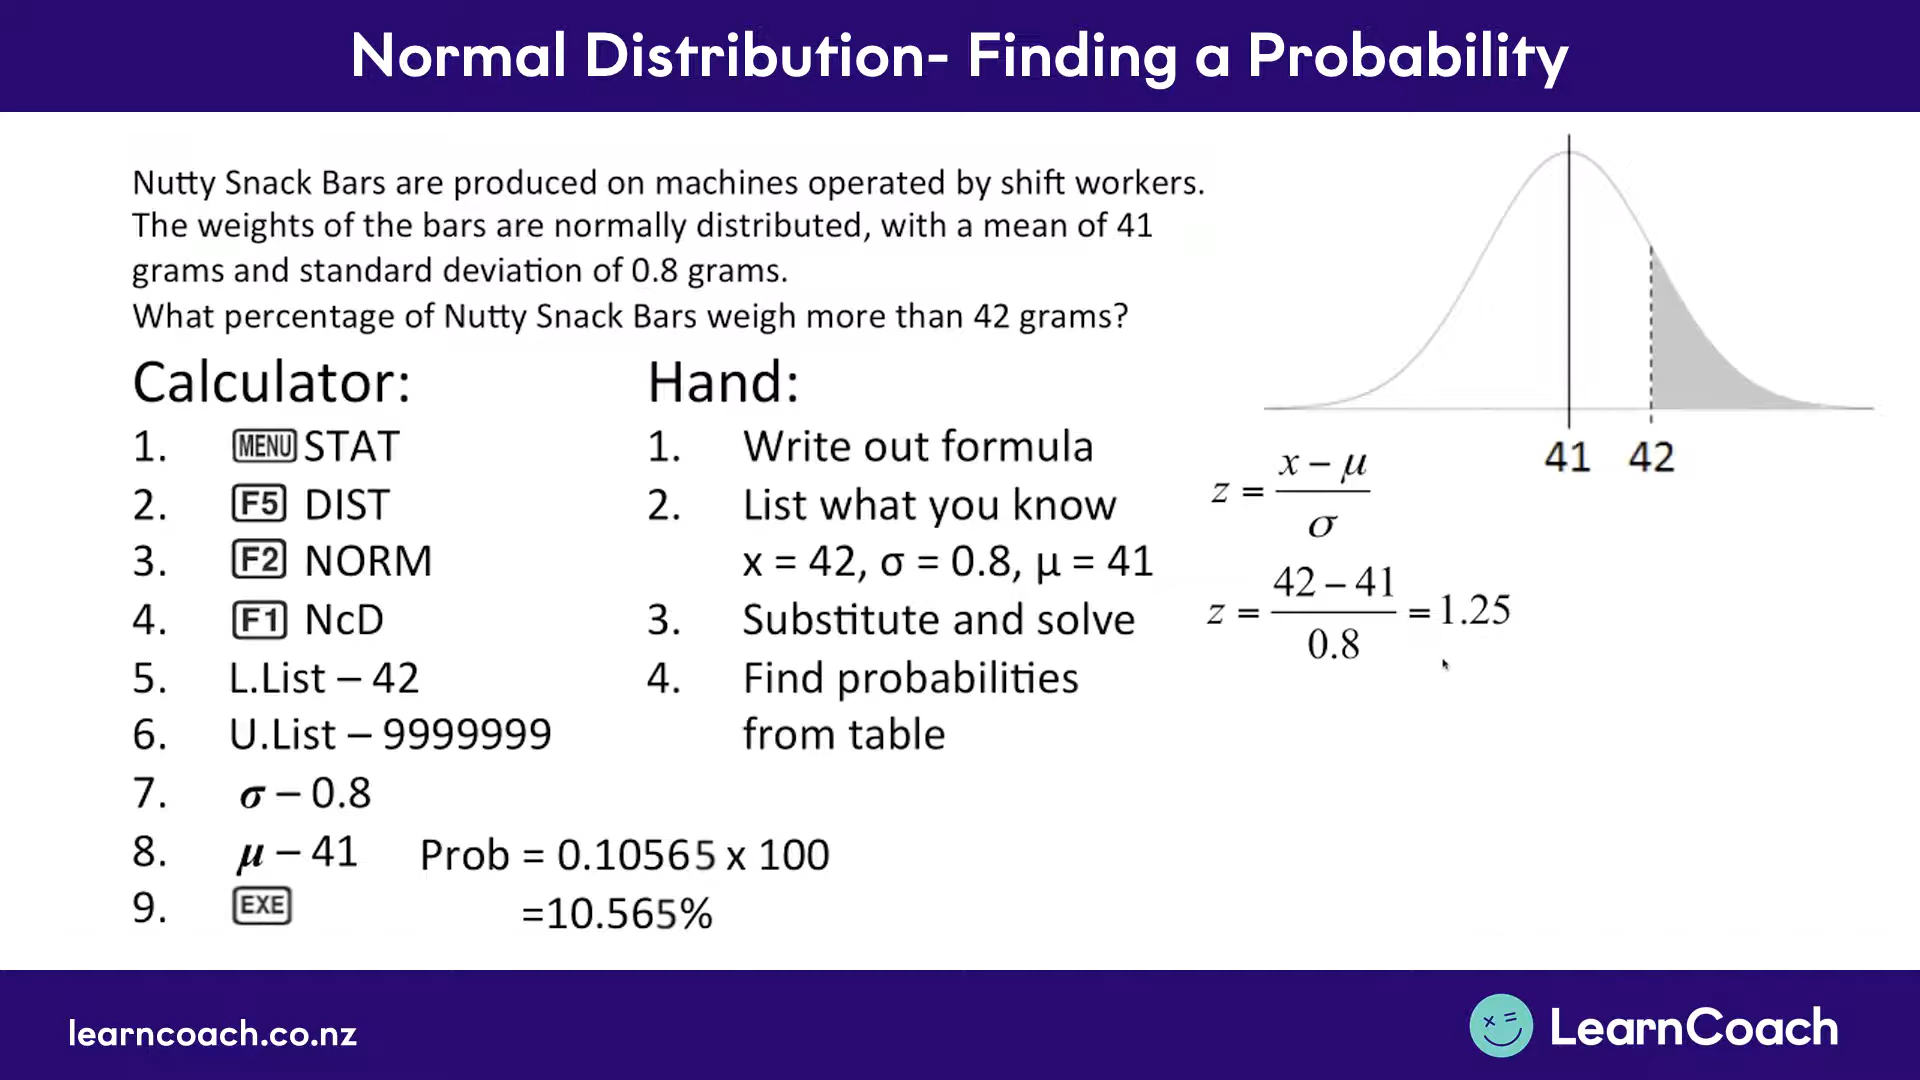 Normal Distribution- Finding a Probability
Nutty Snack Bars are produced on machines operated by shift workers.
The weights of the bars are normally distributed, with a mean of 41
grams and standard deviation of 0.8 grams.
What percentage of Nutty Snack Bars weigh more than 42 grams?
Calculator:
1. MENU STAT
2. F5 DIST
3. F2 NORM
4. F1 NcD
5. L.List – 42
6. U.List – 9999999
7. σ – 0.8
8. μ – 41
9. EXE
Prob = 0.10565 x 100
=10.565%
Hand:
1. Write out formula
2. List what you know
x = 42, σ = 0.8, μ = 41
3. Substitute and solve
4. Find probabilities
from table
41 42
z = (x – μ) / σ
z = (42 – 41) / 0.8 = 1.25
learncoach.co.nz
LearnCoach